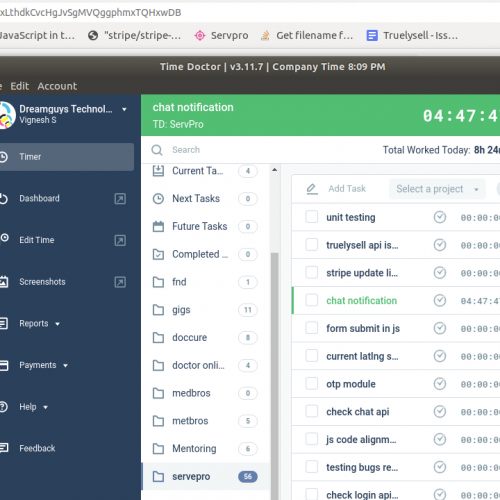 xLthdkCvcHgJvSgMVQggphmxTQHxwDB
JavaScript in t…
"stripe/stripe-…
Servpro
Get filename f…
Truelysell - Iss…
Time Doctor | v3.11.7 | Company Time 8:09 PM
Edit Account
Dreamguys Technol...
Vignesh S
Timer
Dashboard
Edit Time
Screenshots
Reports
Payments
Help
Feedback
chat notification
TD: ServPro
04:47:4
Search
Total Worked Today: 8h 24
Current Ta... 4
Next Tasks 4
Future Tasks 4
Completed ... 0
fnd 1
gigs 11
doccure 8
doctor onli... 4
medbros 0
metbros 5
Mentoring 6
servepro 56
Add Task
Select a project
unit testing 00:00:0
truelysell api is... 00:00:0
stripe update li... 00:00:0
chat notification 04:47:4
form submit in js 00:00:0
current latlng s... 00:00:0
otp module 00:00:0
check chat api 00:00:0
js code alignm... 00:00:0
testing bugs re... 00:00:0
check login api... 00:00:0